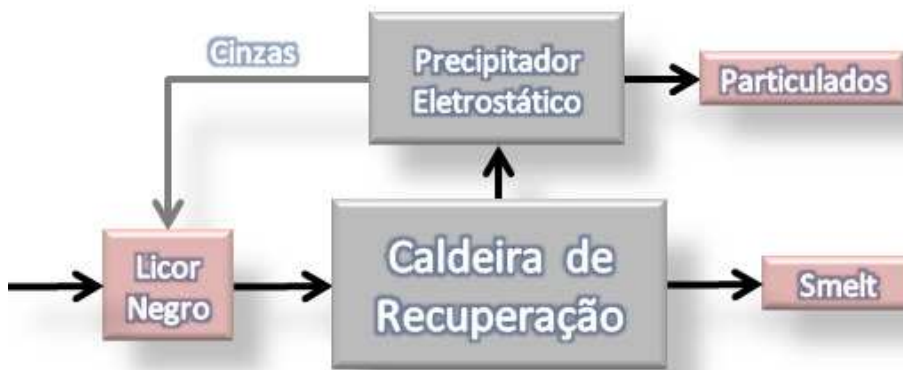 Cinzas
Precipitador
Eletrostático
Particulados
Licor
Negro
Caldeira de
Recuperação
Smelt